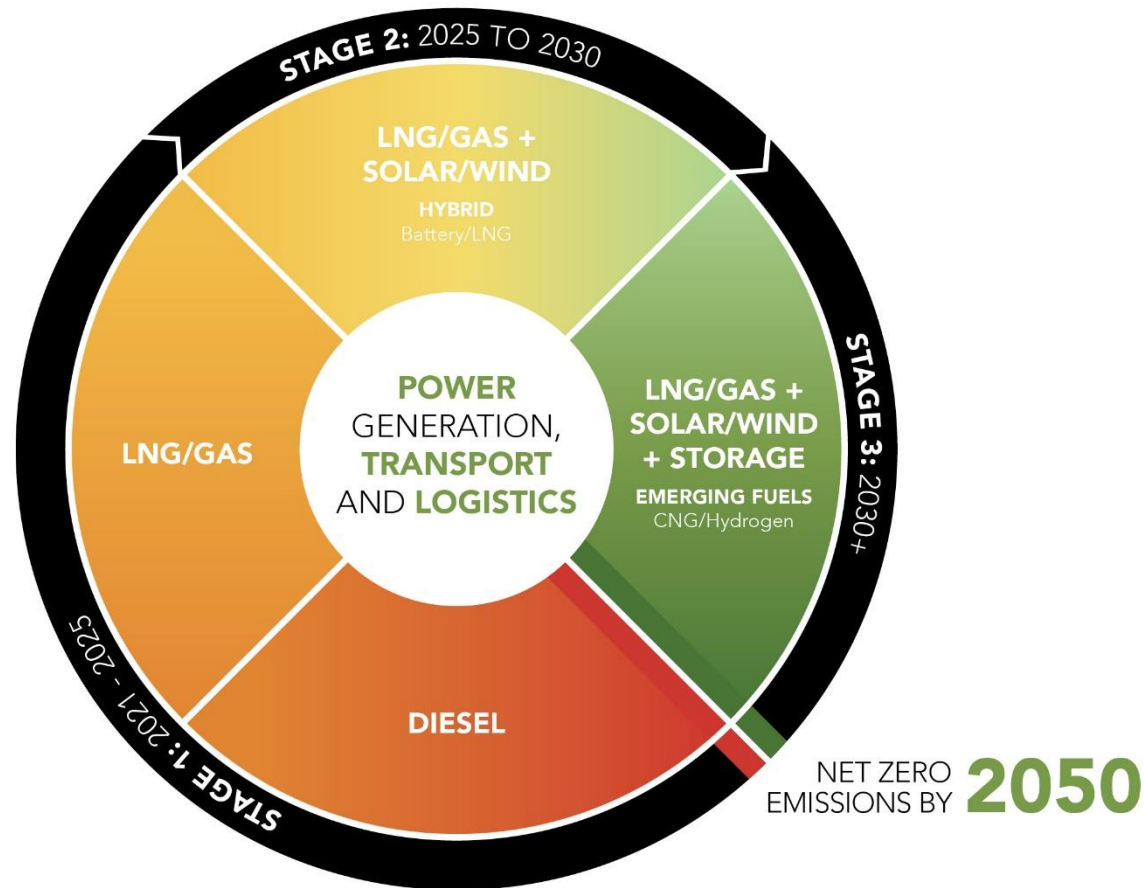 STAGE 2: 2025 TO 2030
LNG/GAS +
SOLAR/WIND
HYBRID
Battery/LNG
LNG/GAS
POWER
GENERATION,
TRANSPORT
AND LOGISTICS
LNG/GAS +
SOLAR/WIND
+ STORAGE
EMERGING FUELS
CNG/Hydrogen
STAGE 3: 2030+
DIESEL
STAGE 1: 2021 - 2025
NET ZERO
EMISSIONS BY 2050